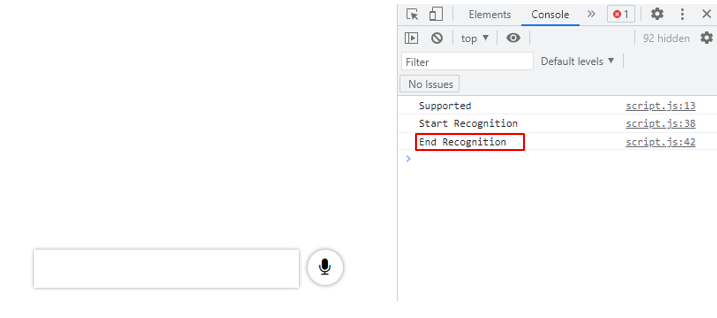 Elements Console » 1
top ▼ 92 hidden
Filter Default levels ▼
No Issues
Supported script.js:13
Start Recognition script.js:38
End Recognition script.js:42
>